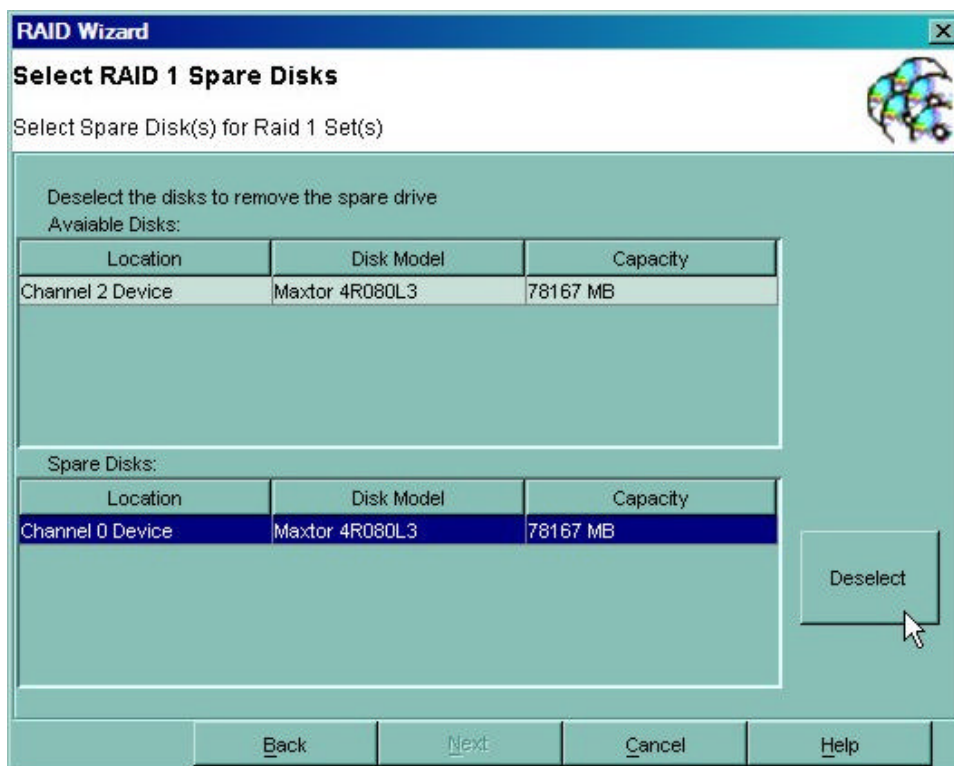 RAID Wizard
Select RAID 1 Spare Disks
Select Spare Disk(s) for Raid 1 Set(s)
Deselect the disks to remove the spare drive
Avaiable Disks:
Location Disk Model Capacity
Channel 2 Device Maxtor 4R080L3 78167 MB
Spare Disks:
Location Disk Model Capacity
Channel 0 Device Maxtor 4R080L3 78167 MB
Deselect
Back Next Cancel Help